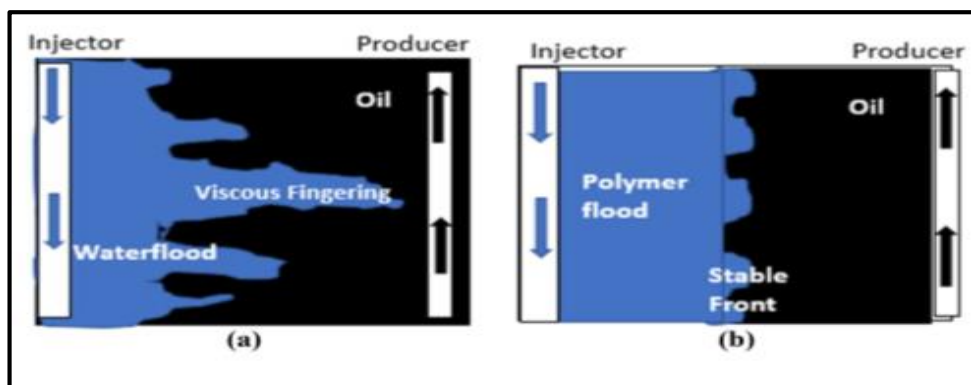 Injector
Producer
Oil
Viscous Fingering
Waterflood
(a)
Injector
Producer
Oil
Polymer
flood
Stable
Front
(b)